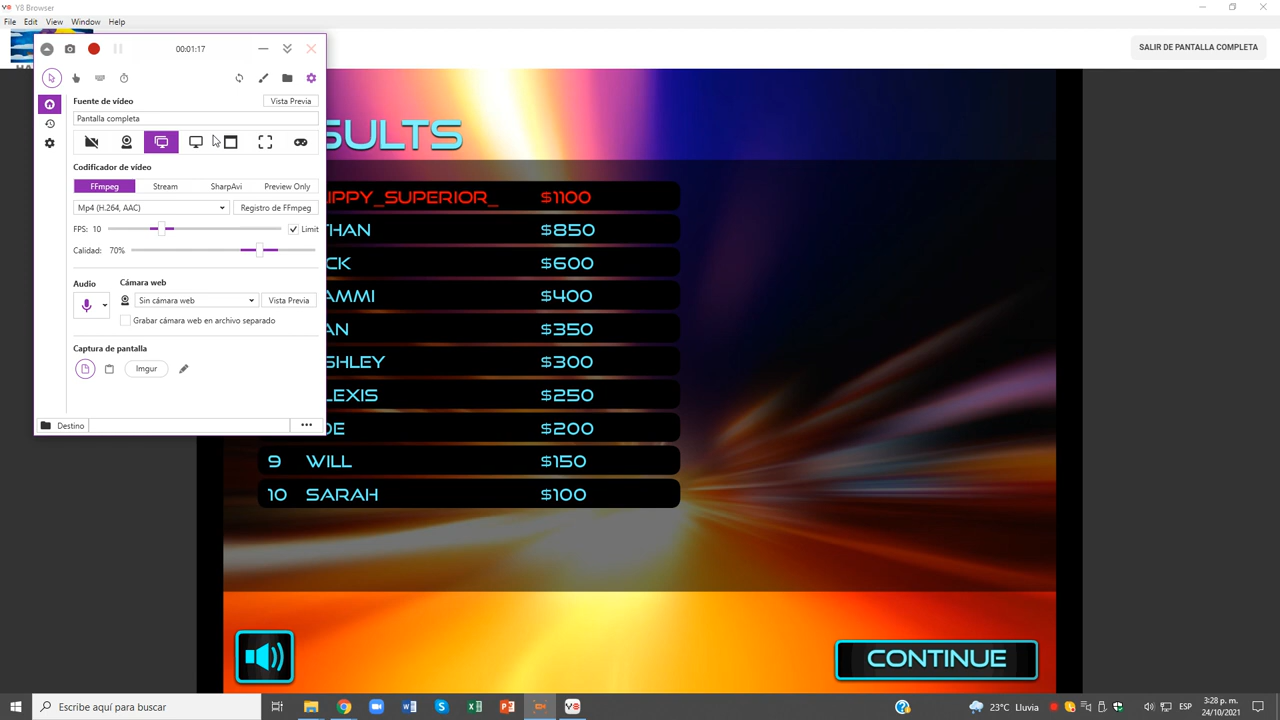 Y8 Browser
File Edit View Window Help
SALIR DE PANTALLA COMPLETA
00:01:17
Fuente de vídeo
Vista Previa
Pantalla completa
Codificador de vídeo
FFmpeg Stream SharpAvi Preview Only
Mp4 (H.264, AAC) Registro de FFmpeg
FPS: 10 Limit
Calidad: 70%
Audio Cámara web
Sin cámara web Vista Previa
Grabar cámara web en archivo separado
Captura de pantalla
Imgur
Destino
SULTS
IPPY_SUPERIOR_ $1100
THAN $850
CK $600
AMMI $400
AN $350
SHLEY $300
LEXIS $250
OE $200
9 WILL $150
10 SARAH $100
CONTINUE
Escribe aquí para buscar
23°C Lluvia
ESP
3:28 p. m.
24/10/2021